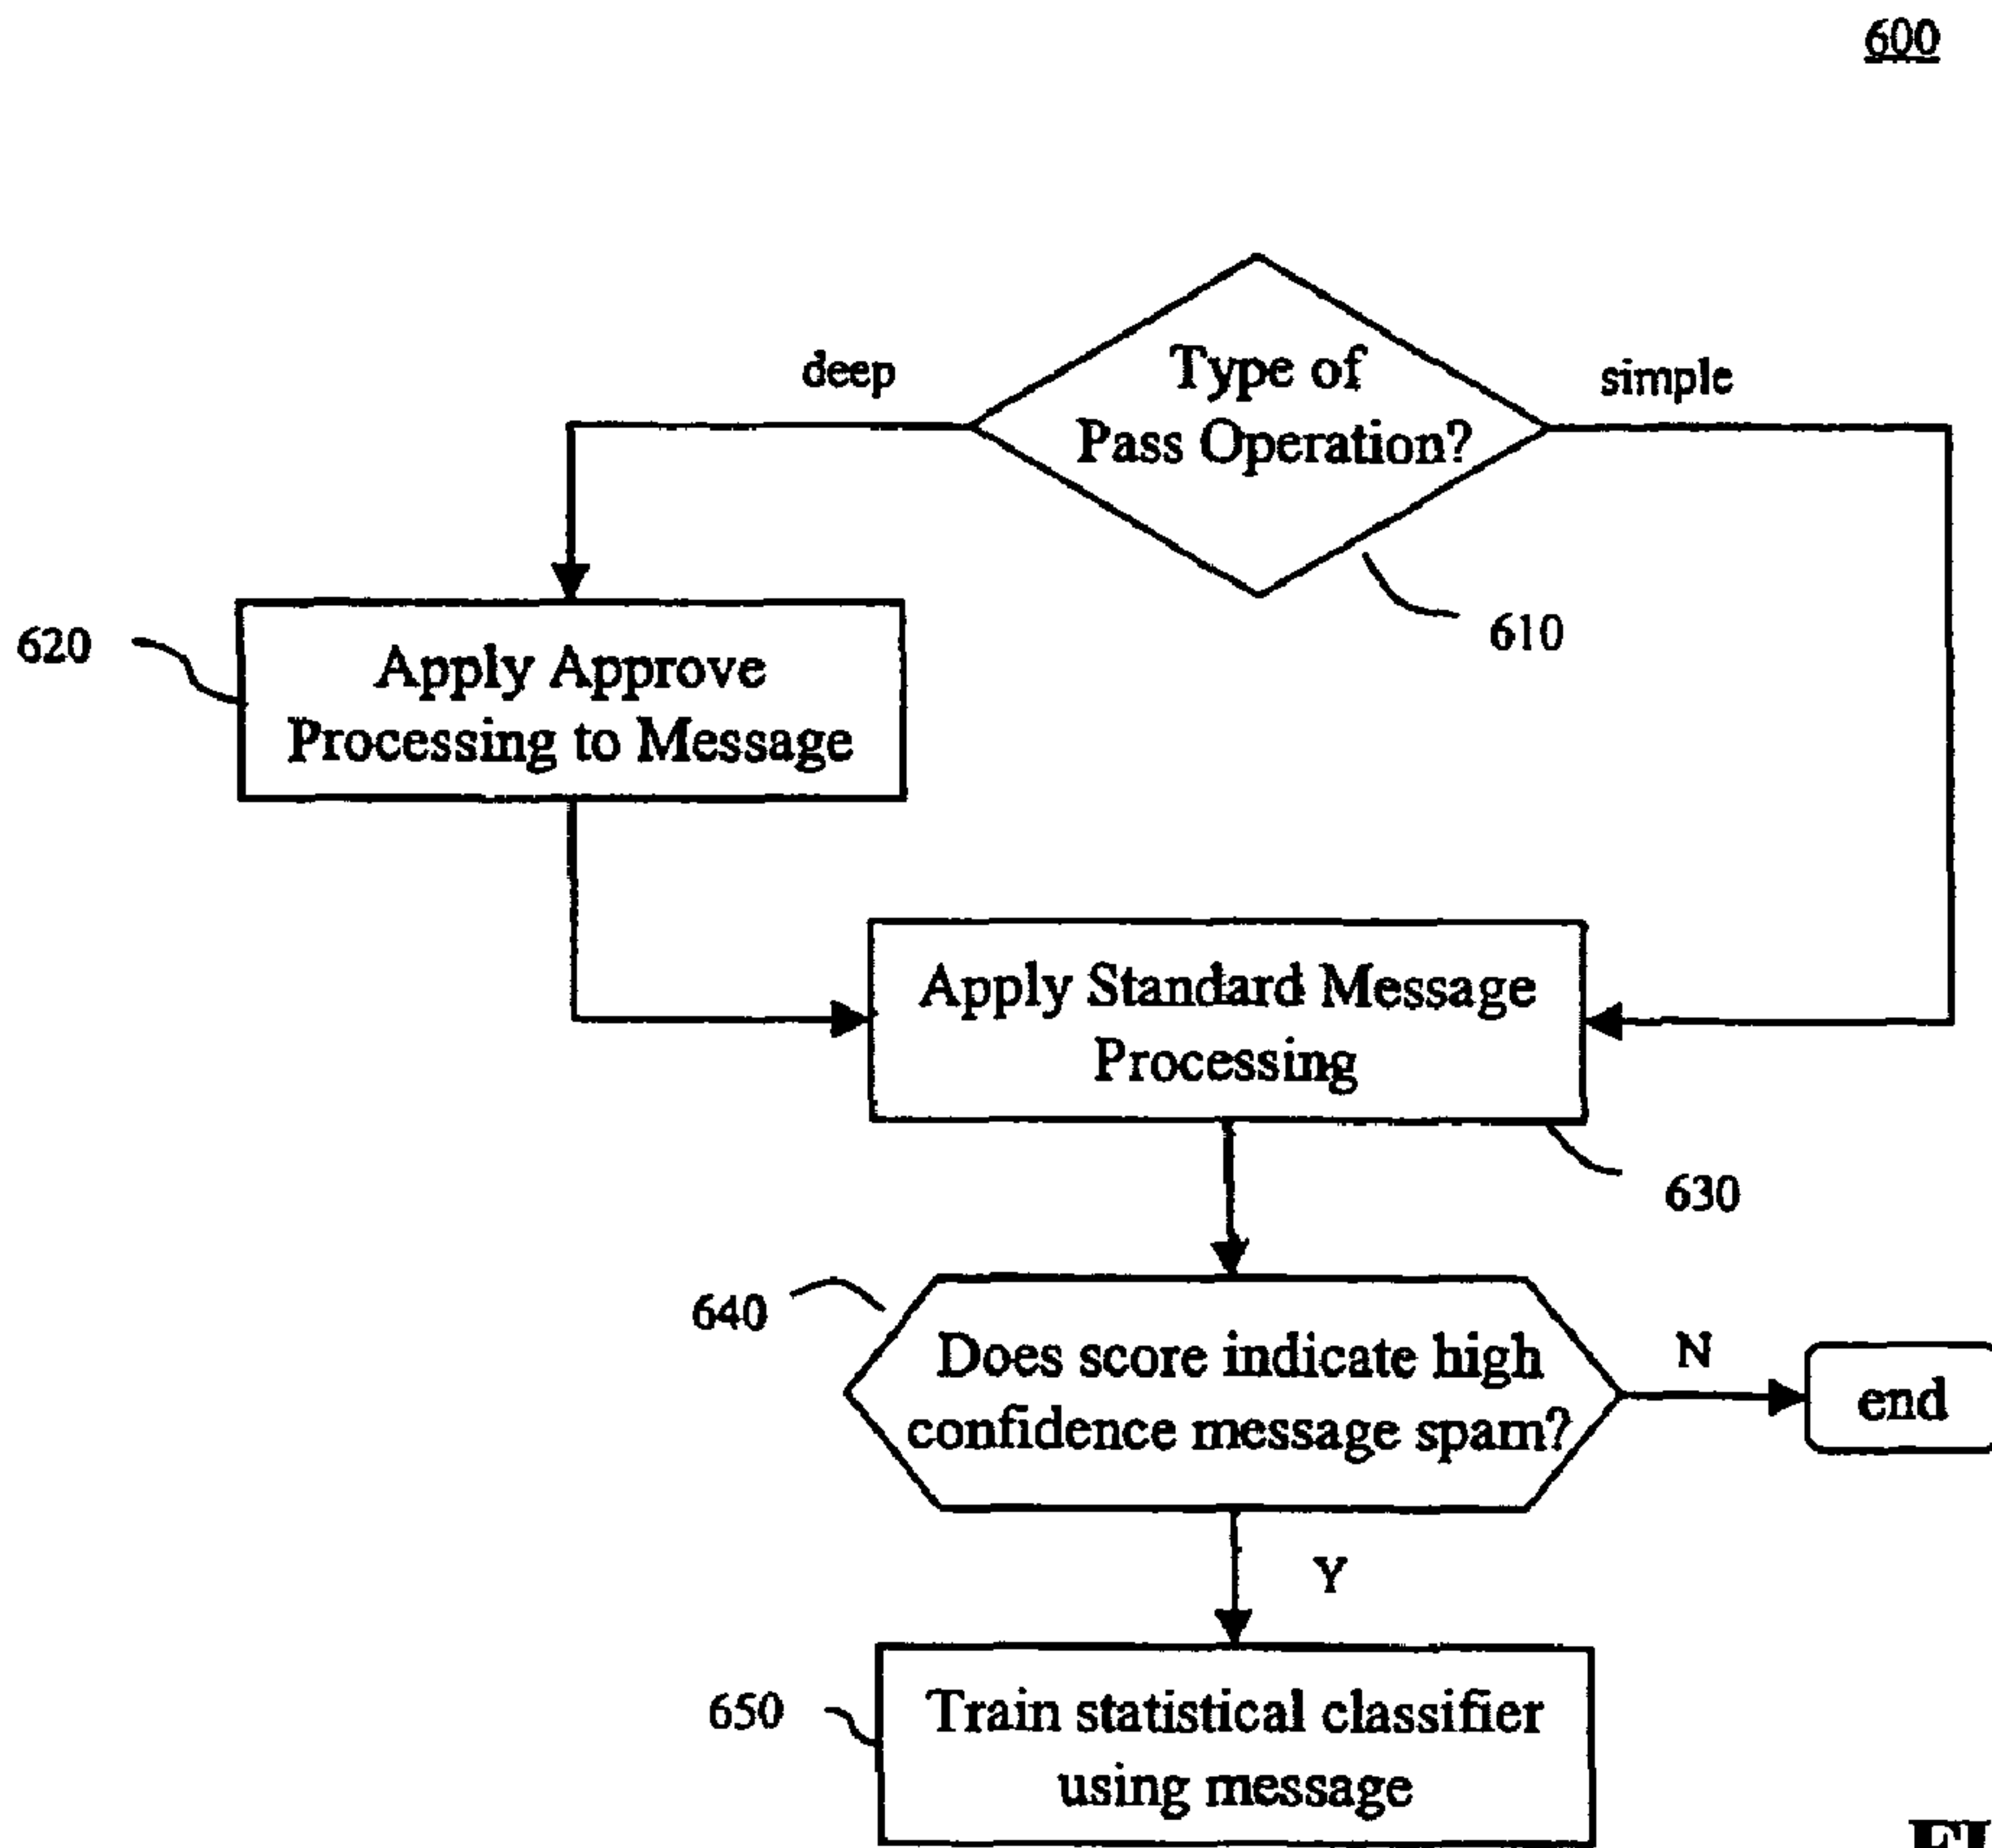 600
Type of
Pass Operation?
deep
simple
610
620
Apply Approve
Processing to Message
Apply Standard Message
Processing
630
640
Does score indicate high
confidence message spam?
N
end
Y
650
Train statistical classifier
using message